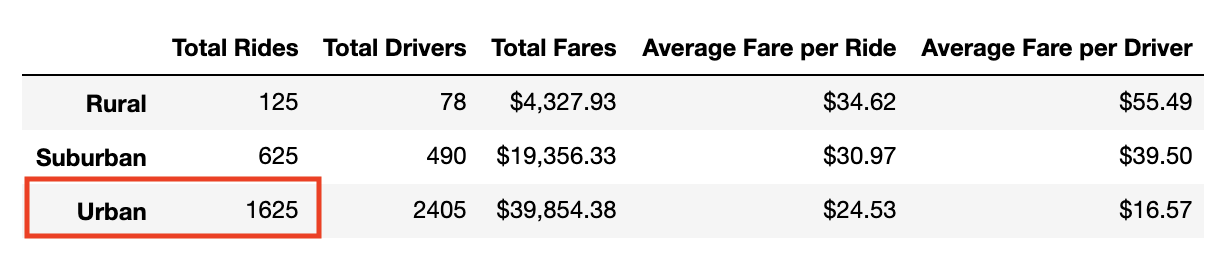 Total Rides Total Drivers Total Fares Average Fare per Ride Average Fare per Driver
Rural 125 78 $4,327.93 $34.62 $55.49
Suburban 625 490 $19,356.33 $30.97 $39.50
Urban 1625 2405 $39,854.38 $24.53 $16.57